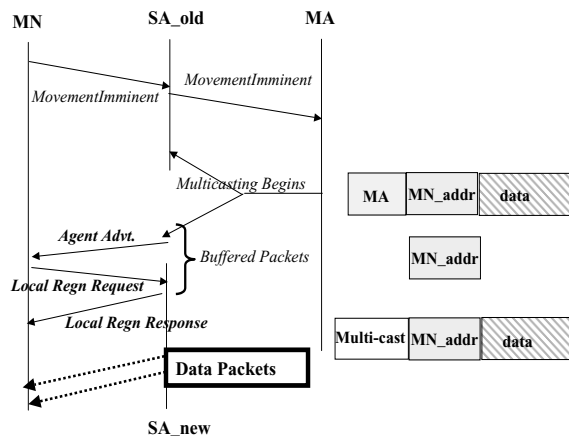 MN
SA_old
MA
MovementImminent
MovementImminent
Multicasting Begins
MA
MN_addr
data
Agent Advt.
Buffered Packets
MN_addr
Local Regn Request
Local Regn Response
Multi-cast
MN_addr
data
Data Packets
SA_new